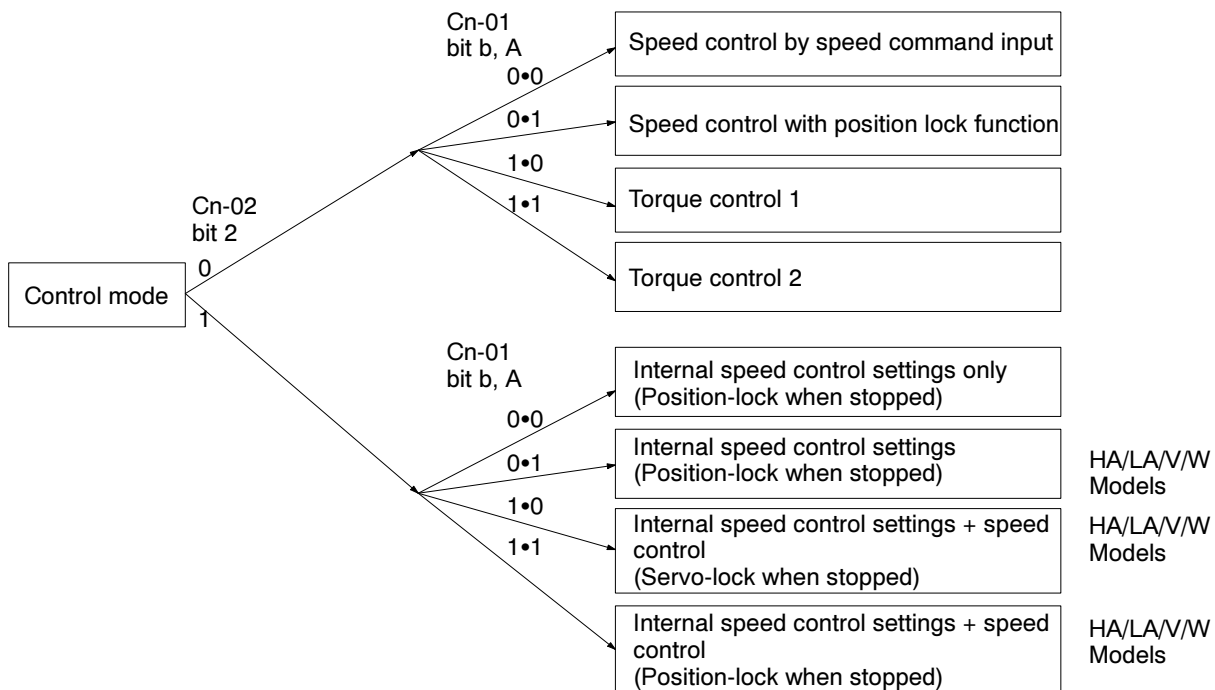 Cn-01
bit b, A
0•0
0•1
1•0
1•1
Speed control by speed command input
Speed control with position lock function
Torque control 1
Torque control 2
Cn-02
bit 2
0
Control mode
1
Cn-01
bit b, A
0•0
0•1
1•0
1•1
Internal speed control settings only
(Position-lock when stopped)
Internal speed control settings
(Position-lock when stopped)
HA/LA/V/W
Models
Internal speed control settings + speed
control
(Servo-lock when stopped)
HA/LA/V/W
Models
Internal speed control settings + speed
control
(Position-lock when stopped)
HA/LA/V/W
Models